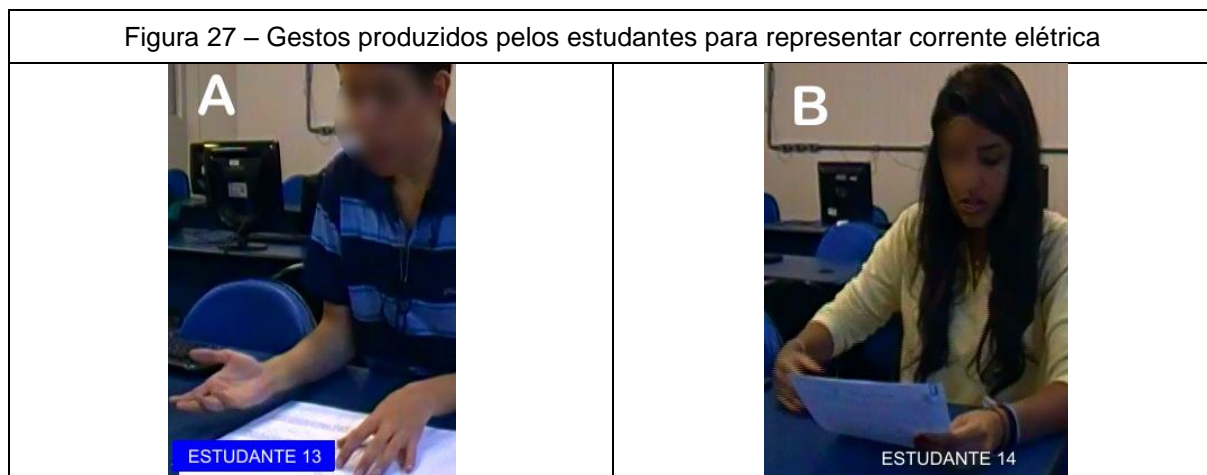 Figura 27 – Gestos produzidos pelos estudantes para representar corrente elétrica
A
B
ESTUDANTE 13
ESTUDANTE 14